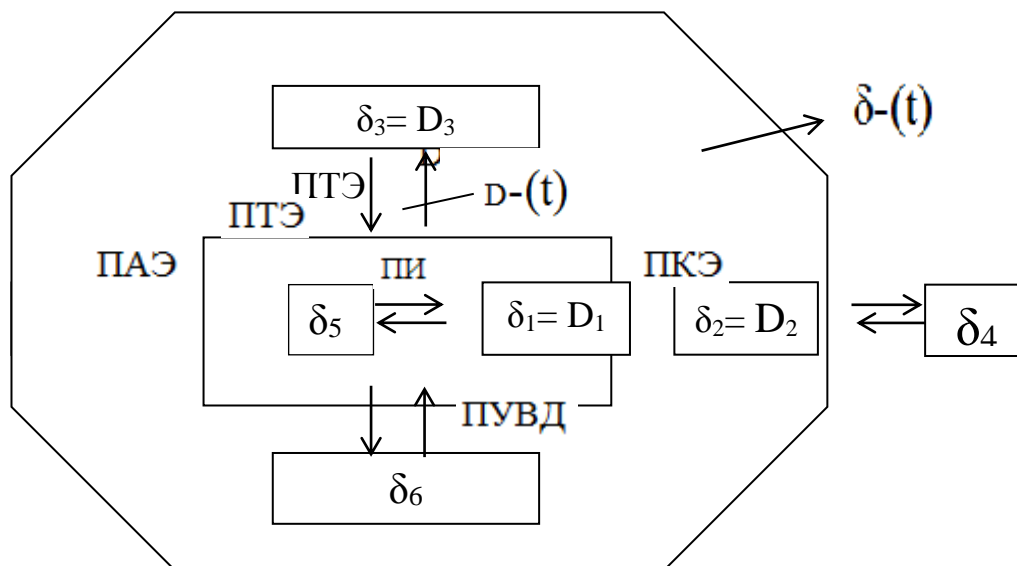 δ₃= D₃
δ-(t)
ПТЭ
D-(t)
ПТЭ
ПАЭ
ПИ
ПКЭ
δ₅
δ₁= D₁
δ₂= D₂
δ₄
ПУВД
δ₆